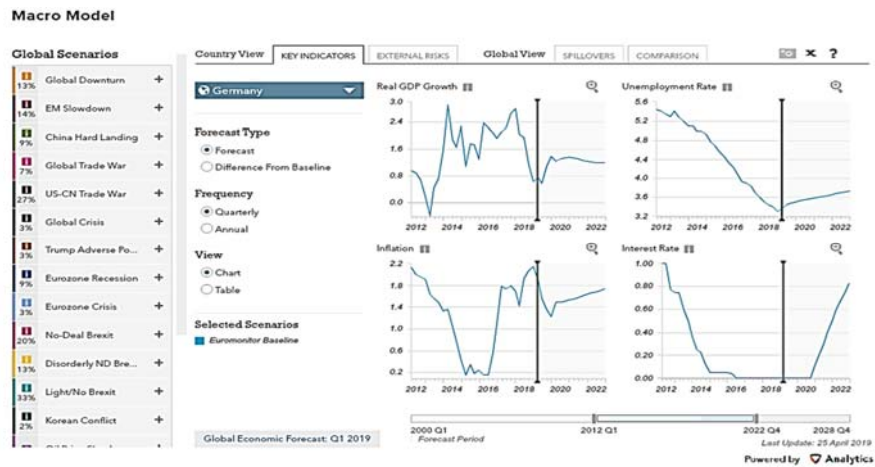 Macro Model
Global Scenarios
13% Global Downturn +
14% EM Slowdown +
9% China Hard Landing +
7% Global Trade War +
27% US-CN Trade War +
3% Global Crisis +
3% Trump Adverse Po... +
9% Eurozone Recession +
3% Eurozone Crisis +
20% No-Deal Brexit +
13% Disorderly ND Bre... +
33% Light/No Brexit +
2% Korean Conflict +
Country View KEY INDICATORS EXTERNAL RISKS Global View SPILLOVERS COMPARISON X ?
Germany
Forecast Type
Forecast
Difference From Baseline
Frequency
Quarterly
Annual
View
Chart
Table
Selected Scenarios
Euromonitor Baseline
Global Economic Forecast: Q1 2019
Real GDP Growth
3.0
2.4
1.6
0.8
0.0
2012 2014 2016 2018 2020 2022
Unemployment Rate
5.6
5.2
4.8
4.4
4.0
3.6
3.2
2012 2014 2016 2018 2020 2022
Inflation
2.2
1.8
1.4
1.0
0.6
0.2
2012 2014 2016 2018 2020 2022
Interest Rate
1.00
0.80
0.60
0.40
0.20
0.00
2012 2014 2016 2018 2020 2022
2000 Q1 2012 Q1 2022 Q4 2028 Q4
Forecast Period
Last Update: 25 April 2019
Powered by Analytics